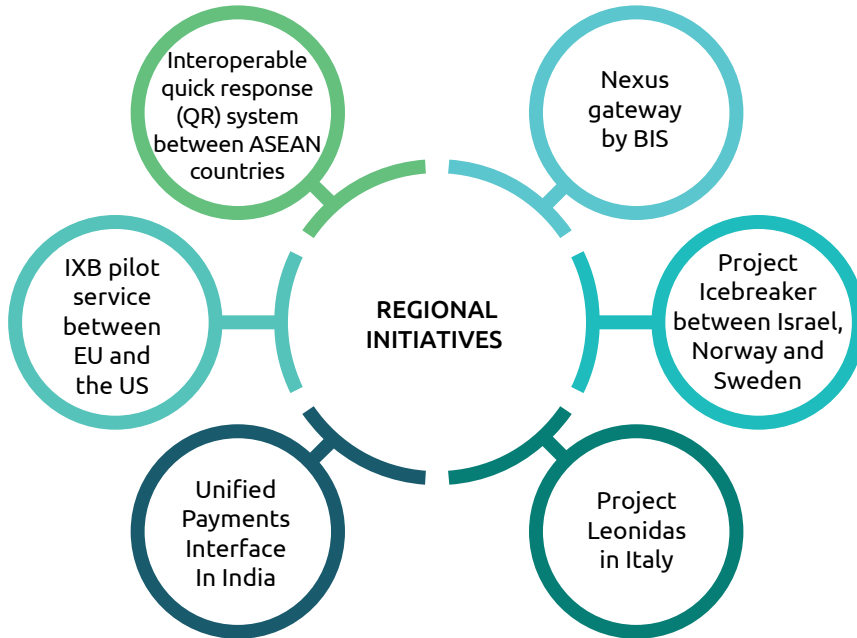 Interoperable
quick response
(QR) system
between ASEAN
countries
Nexus
gateway
by BIS
IXB pilot
service
between
EU and
the US
REGIONAL
INITIATIVES
Project
Icebreaker
between Israel,
Norway and
Sweden
Unified
Payments
Interface
In India
Project
Leonidas
in Italy